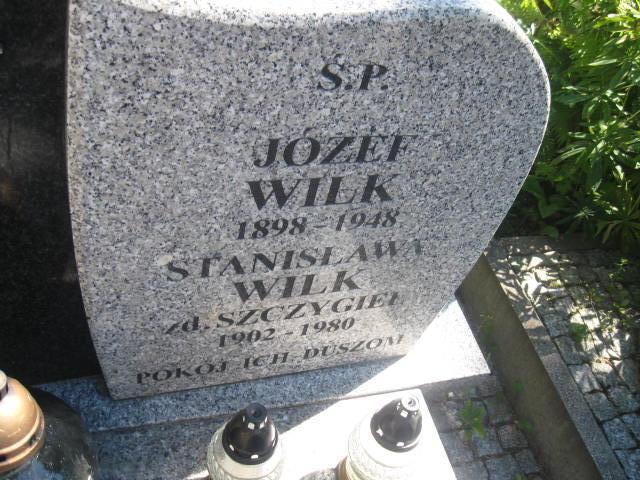 Ś.P.
JÓZEF
WILK
1898-1948
STANISŁAWA
WILK
zd. SZCZYGIEŁ
1902-1980
POKÓJ ICH DUSZOM